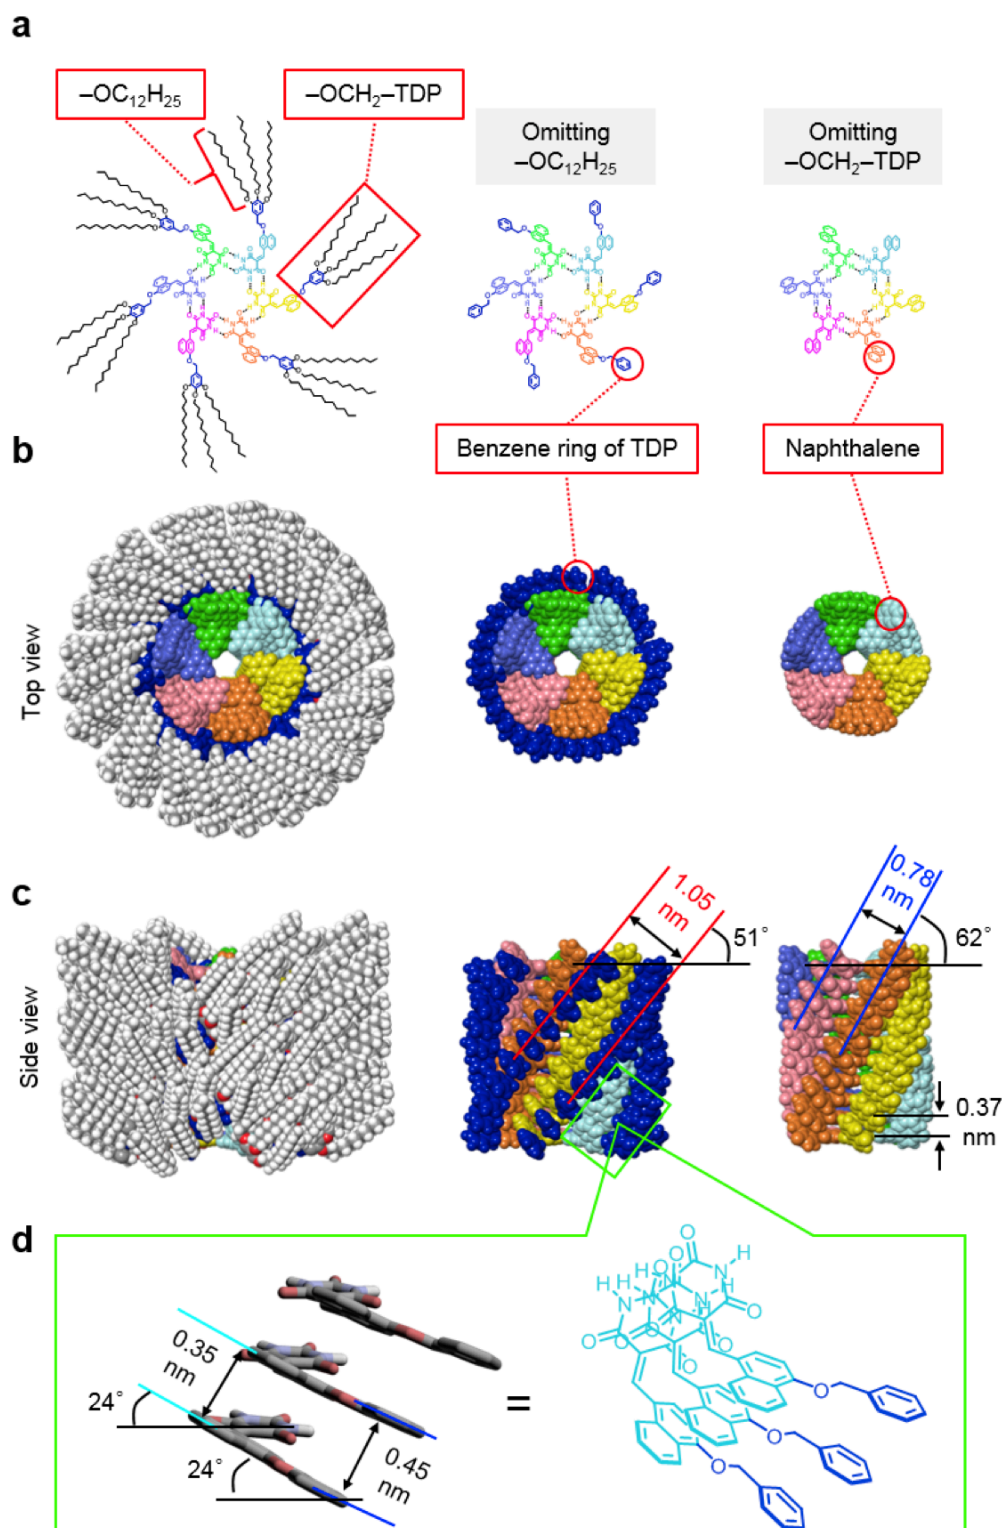 a
–OC₁₂H₂₅
–OCH₂–TDP
Omitting
–OC₁₂H₂₅
Omitting
–OCH₂–TDP
Benzene ring of TDP
Naphthalene
b
Top view
c
Side view
1.05
nm
51°
0.78
nm
62°
0.37
nm
d
0.35
nm
24°
24°
0.45
nm
=